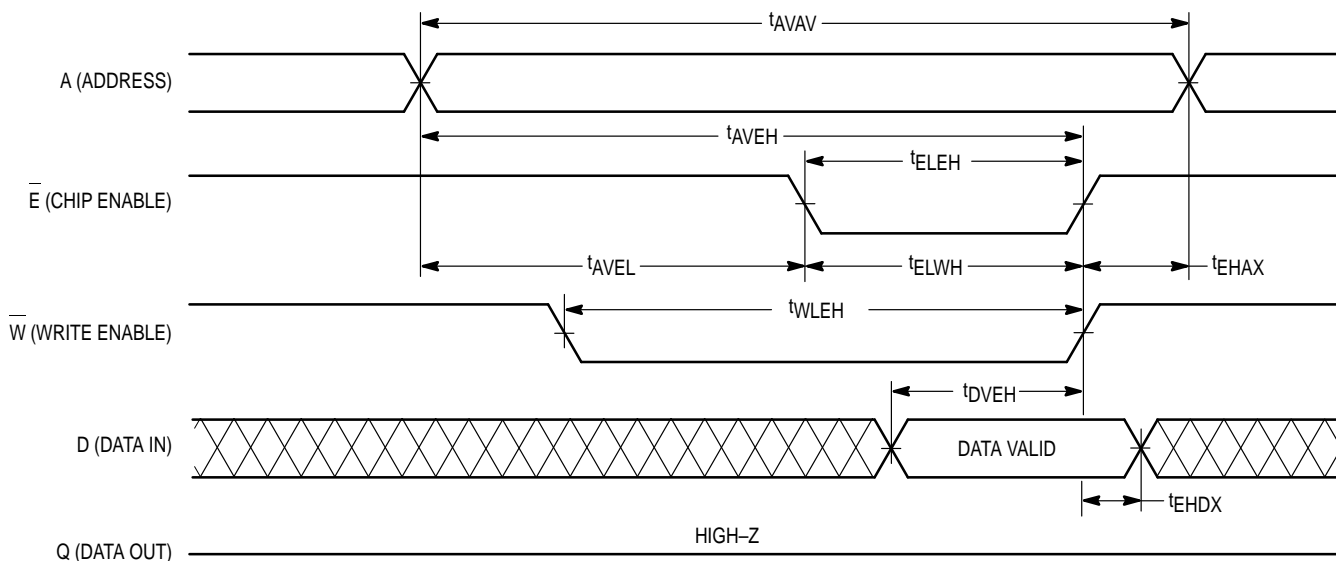 tAVAV
A (ADDRESS)
tAVEH
tELEH
E̅ (CHIP ENABLE)
tAVEL
tELWH
tEHAX
tWLEH
W̅ (WRITE ENABLE)
tDVEH
D (DATA IN)
DATA VALID
tEHDX
HIGH–Z
Q (DATA OUT)